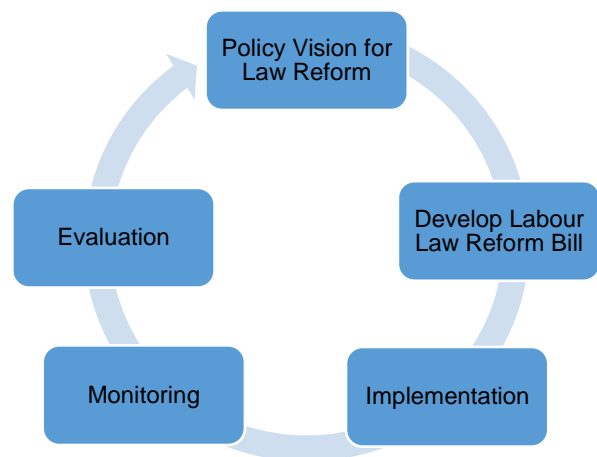 Policy Vision for
Law Reform
Develop Labour
Law Reform Bill
Implementation
Monitoring
Evaluation